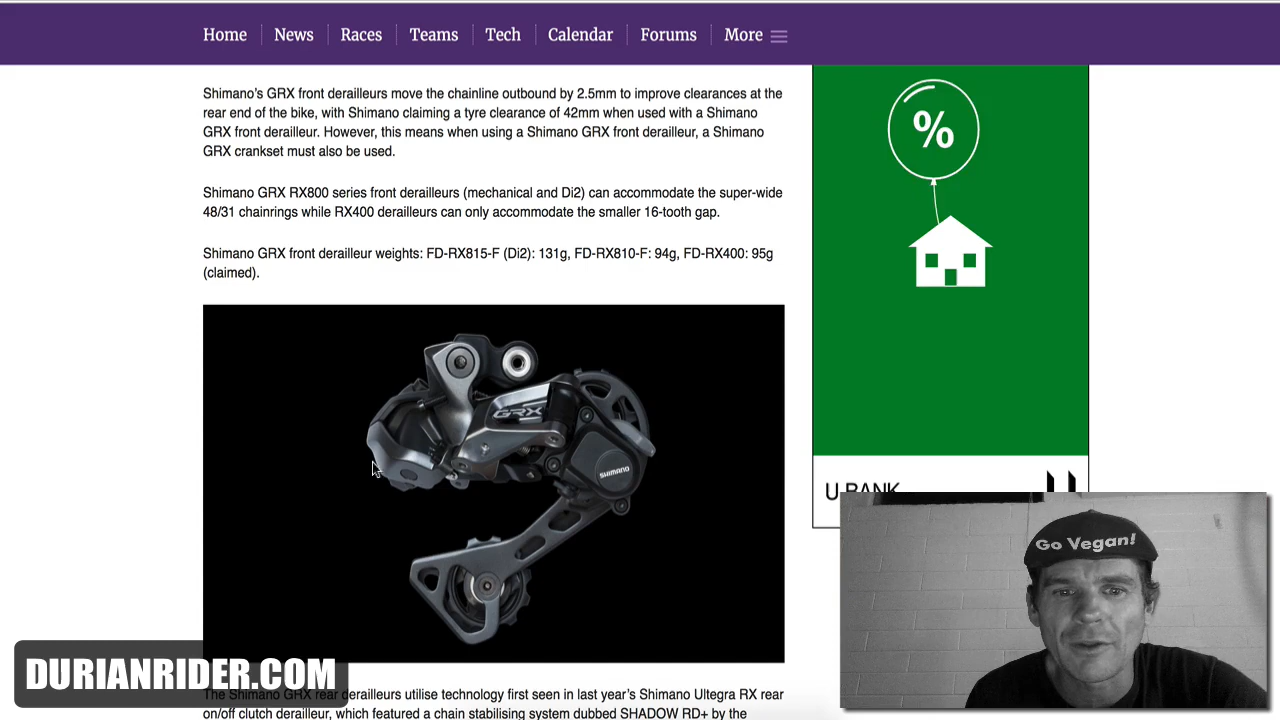 Home News Races Teams Tech Calendar Forums More
Shimano's GRX front derailleurs move the chainline outbound by 2.5mm to improve clearances at the
rear end of the bike, with Shimano claiming a tyre clearance of 42mm when used with a Shimano
GRX front derailleur. However, this means when using a Shimano GRX front derailleur, a Shimano
GRX crankset must also be used.
Shimano GRX RX800 series front derailleurs (mechanical and Di2) can accommodate the super-wide
48/31 chainrings while RX400 derailleurs can only accommodate the smaller 16-tooth gap.
Shimano GRX front derailleur weights: FD-RX815-F (Di2): 131g, FD-RX810-F: 94g, FD-RX400: 95g
(claimed).
%
GRX
SHIMANO
U BANK
Go Vegan!
DURIANRIDER.COM
The Shimano GRX rear derailleurs utilise technology first seen in last year's Shimano Ultegra RX rear
on/off clutch derailleur, which featured a chain stabilising system dubbed SHADOW RD+ by the